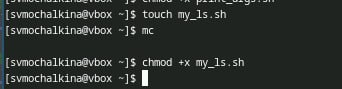 [svmochalkina@vbox ~]$ chmod +x print_args.sh
[svmochalkina@vbox ~]$ touch my_ls.sh
[svmochalkina@vbox ~]$ mc
[svmochalkina@vbox ~]$ chmod +x my_ls.sh
[svmochalkina@vbox ~]$